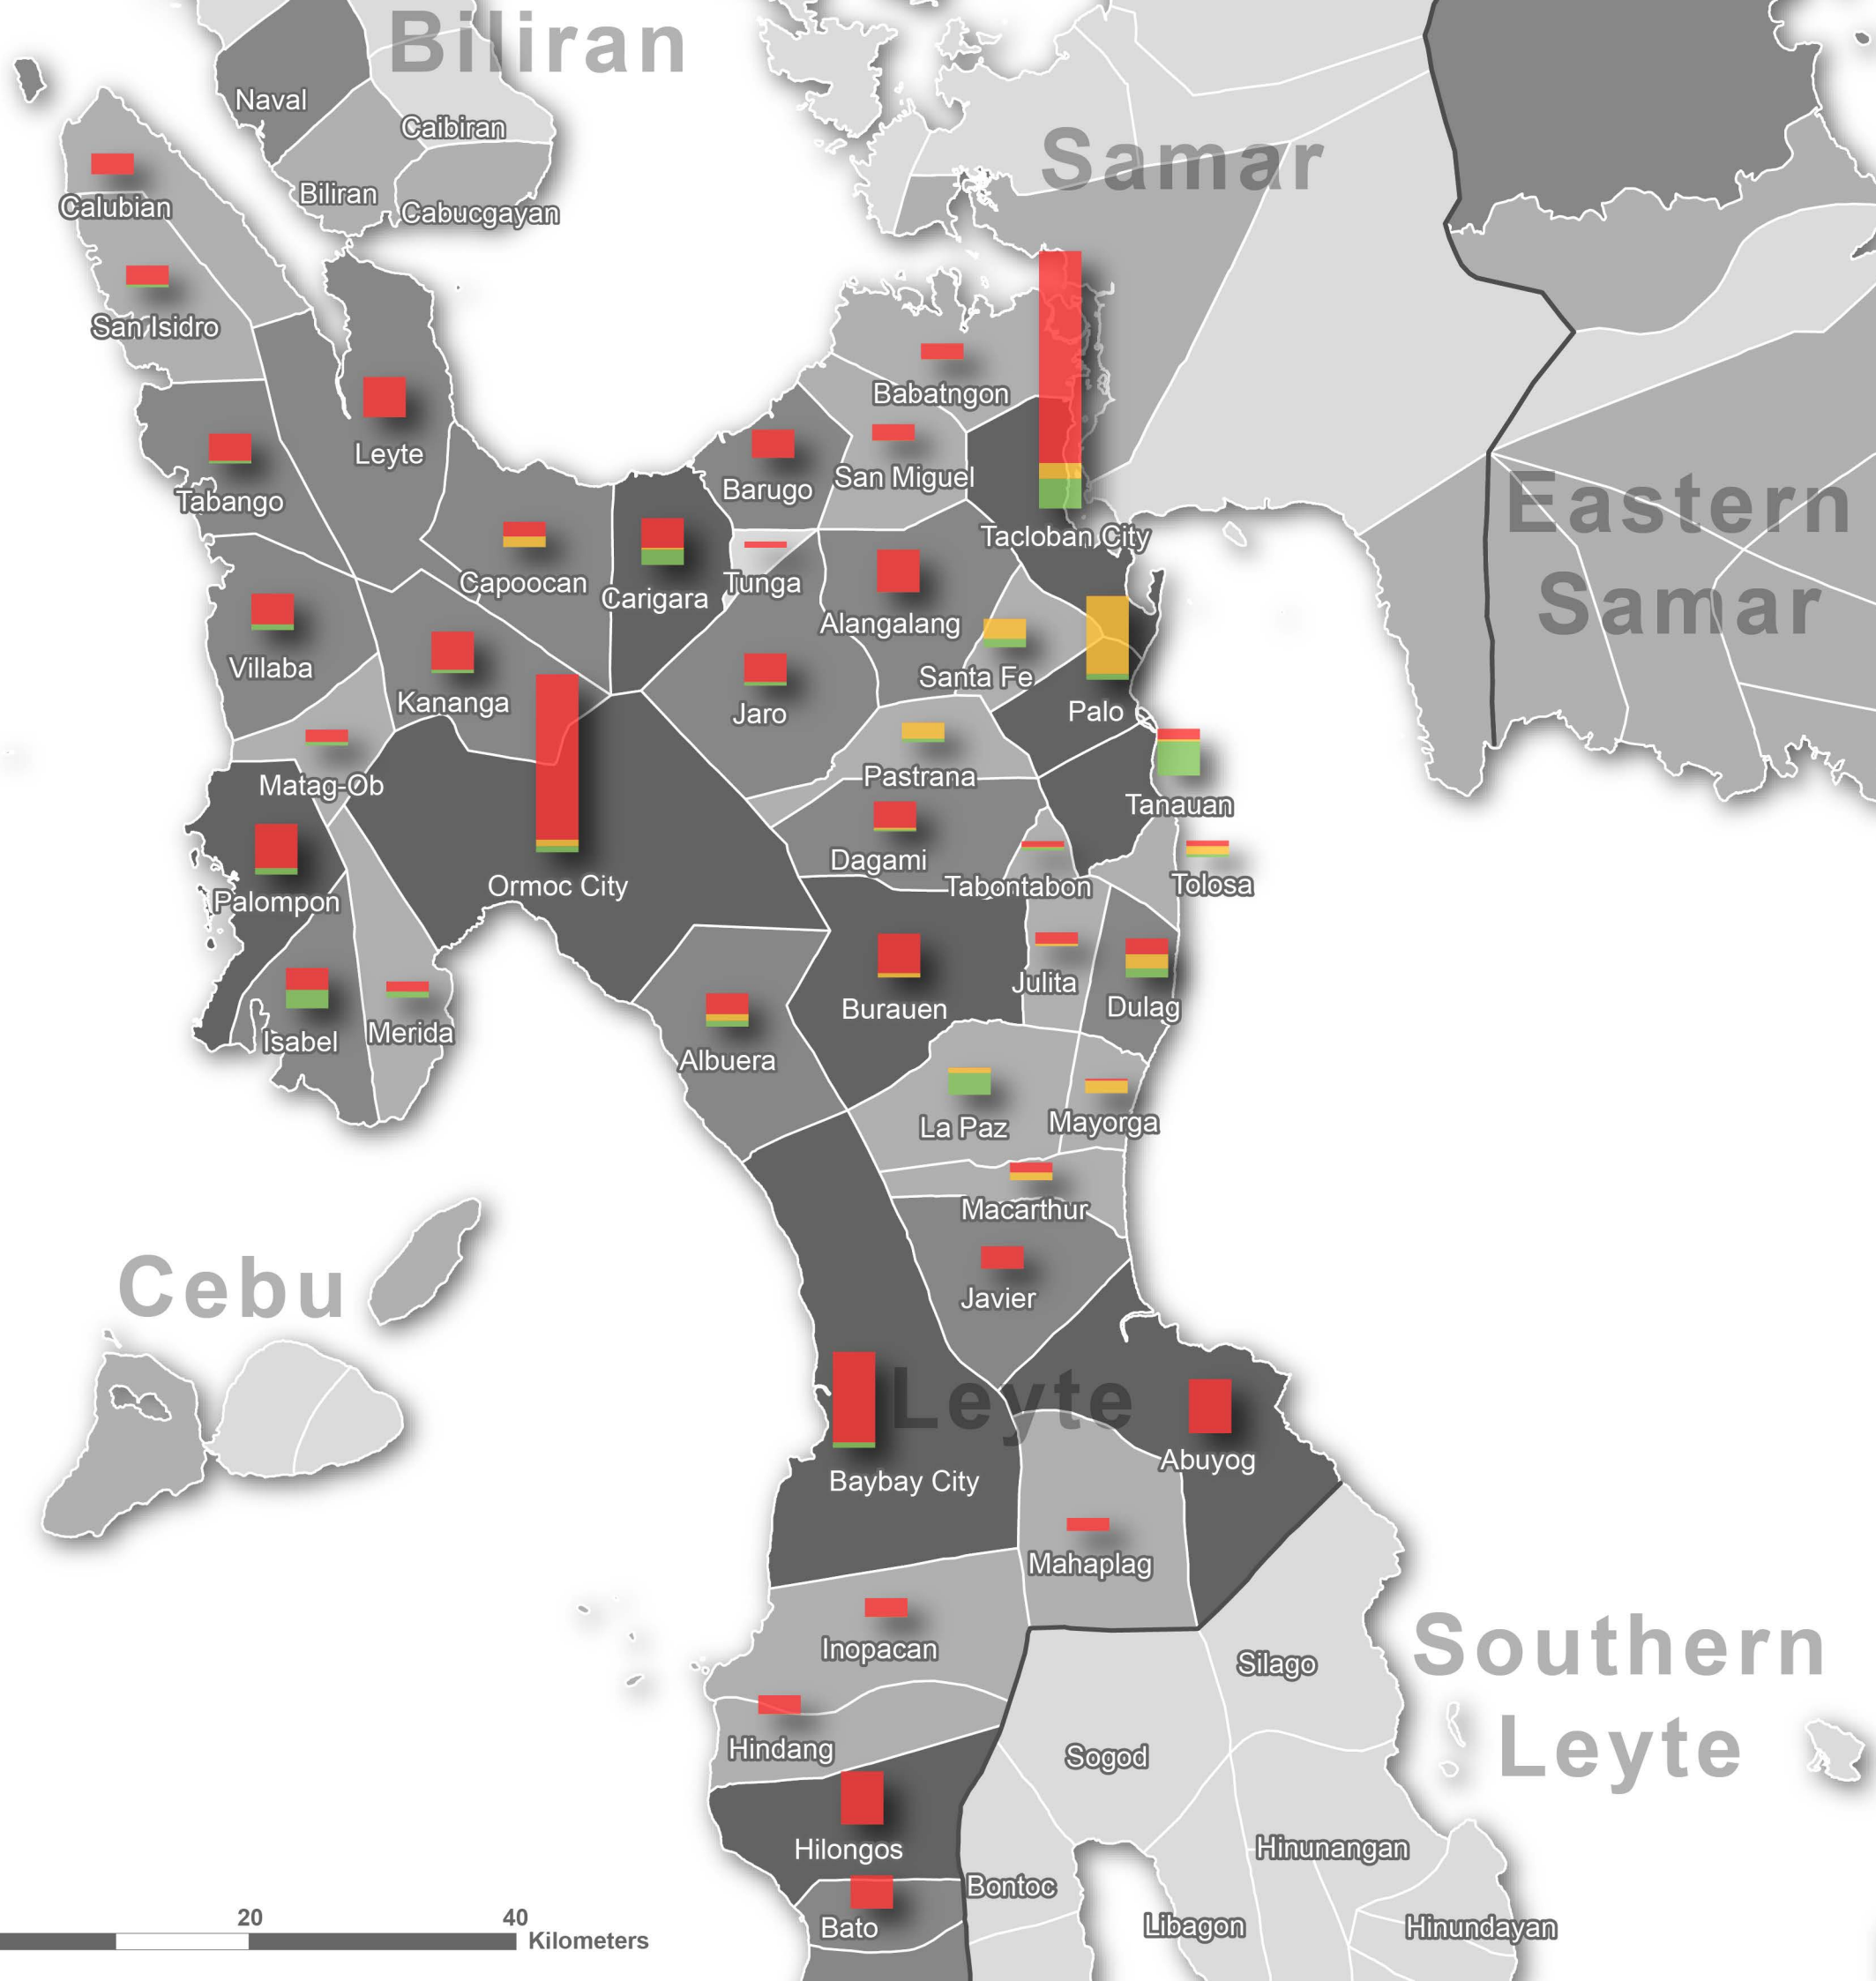 Biliran
Naval
Caibiran
Biliran
Cabucgayan
Samar
Calubian
San Isidro
Babatngon
Leyte
San Miguel
Barugo
Tabango
Tacloban City
Eastern
Samar
Capoocan
Carigara
Tunga
Alangalang
Villaba
Santa Fe
Kananga
Jaro
Palo
Pastrana
Matag-Ob
Tanauan
Dagami
Tabontabon
Tolosa
Ormoc City
Palompon
Julita
Burauen
Dulag
Merida
Isabel
Albuera
La Paz
Mayorga
Macarthur
Cebu
Javier
Leyte
Abuyog
Baybay City
Mahaplag
Inopacan
Silago
Southern
Leyte
Hindang
Sogod
Hilongos
Hinunangan
Bontoc
Bato
Libagon
Hinundayan
20
40
Kilometers